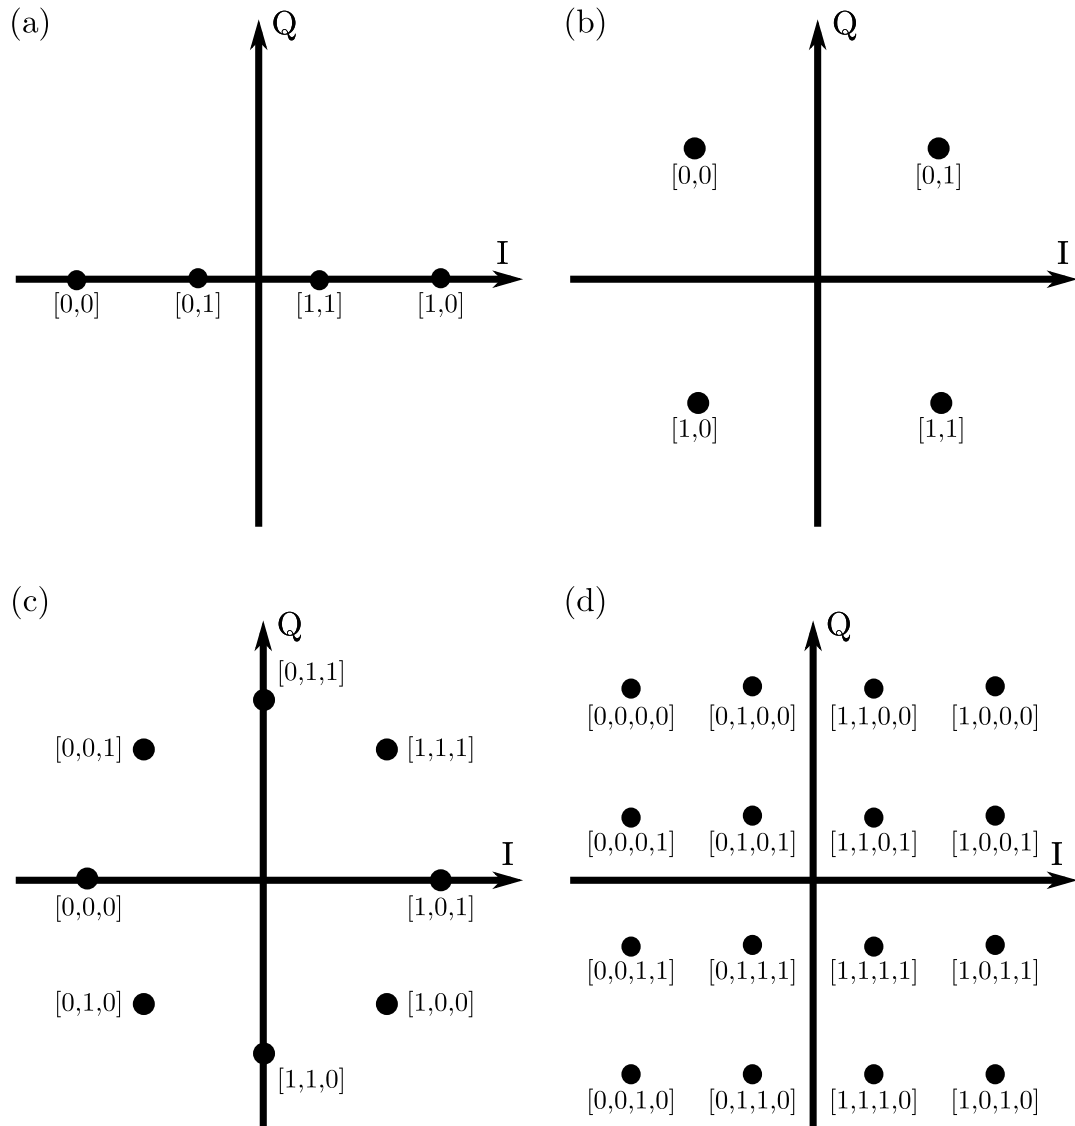 (a)
Q
I
[0,0]
[0,1]
[1,1]
[1,0]
(b)
Q
[0,0]
[0,1]
I
[1,0]
[1,1]
(c)
Q
[0,1,1]
[0,0,1]
[1,1,1]
I
[0,0,0]
[1,0,1]
[0,1,0]
[1,0,0]
[1,1,0]
(d)
Q
[0,0,0,0]
[0,1,0,0]
[1,1,0,0]
[1,0,0,0]
[0,0,0,1]
[0,1,0,1]
[1,1,0,1]
[1,0,0,1]
I
[0,0,1,1]
[0,1,1,1]
[1,1,1,1]
[1,0,1,1]
[0,0,1,0]
[0,1,1,0]
[1,1,1,0]
[1,0,1,0]